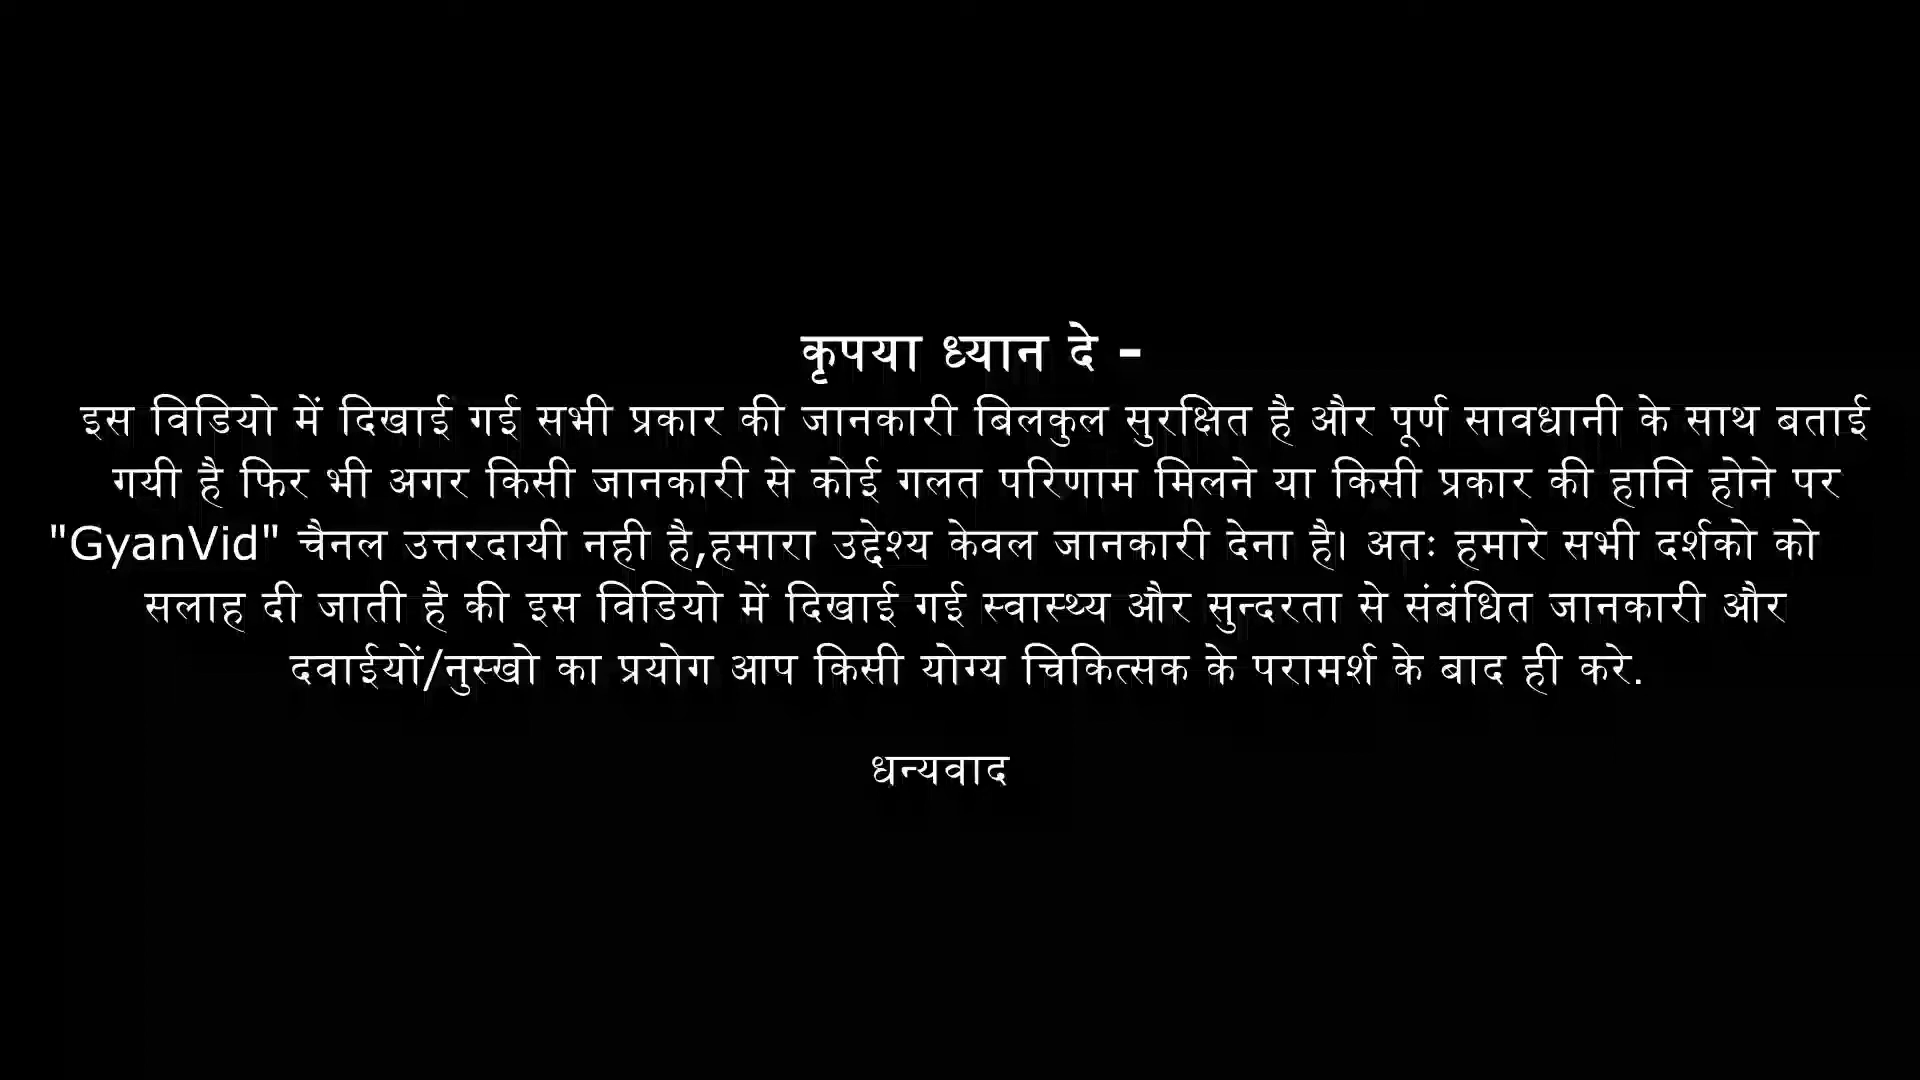 कृपया ध्यान दे -
इस विडियो में दिखाई गई सभी प्रकार की जानकारी बिलकुल सुरक्षित है और पूर्ण सावधानी के साथ बताई
गयी है फिर भी अगर किसी जानकारी से कोई गलत परिणाम मिलने या किसी प्रकार की हानि होने पर
"GyanVid" चैनल उत्तरदायी नही है,हमारा उद्देश्य केवल जानकारी देना है। अतः हमारे सभी दर्शको को
सलाह दी जाती है की इस विडियो में दिखाई गई स्वास्थ्य और सुन्दरता से संबंधित जानकारी और
दवाईयों/नुस्खो का प्रयोग आप किसी योग्य चिकित्सक के परामर्श के बाद ही करे.
धन्यवाद